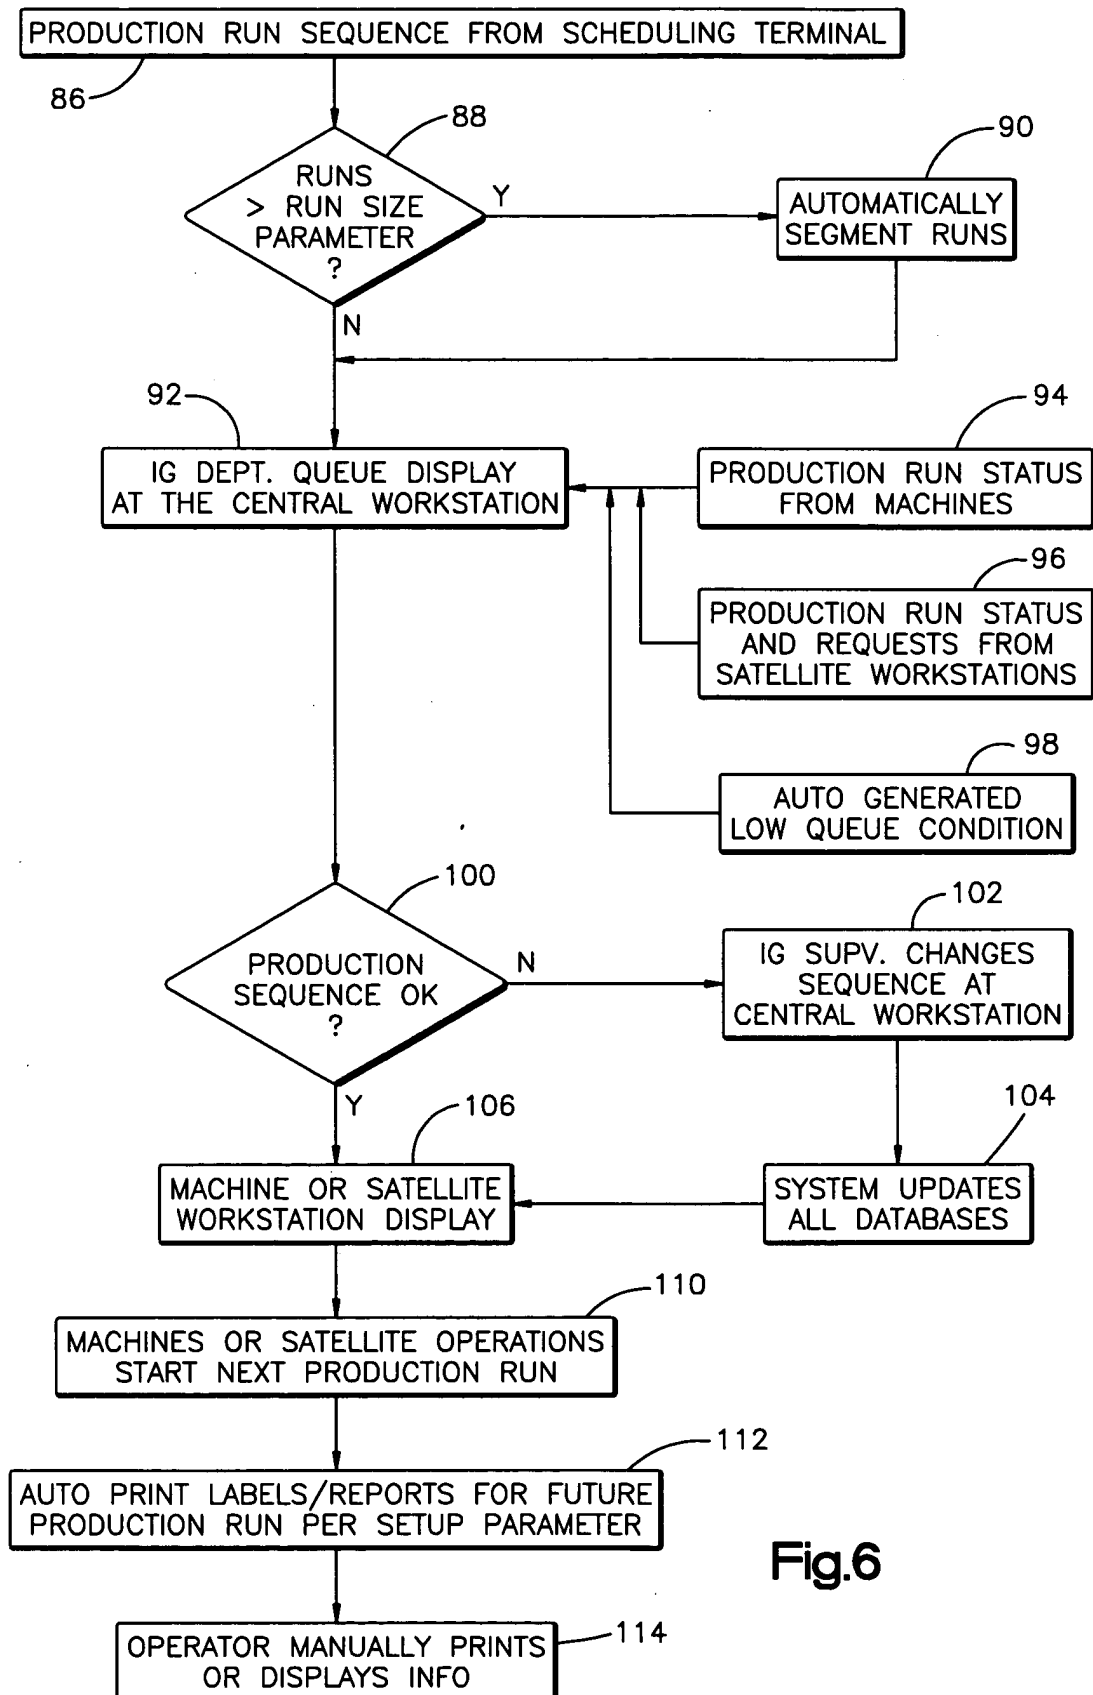 PRODUCTION RUN SEQUENCE FROM SCHEDULING TERMINAL
86
88
RUNS
> RUN SIZE
PARAMETER
?
Y
90
AUTOMATICALLY
SEGMENT RUNS
N
92
IG DEPT. QUEUE DISPLAY
AT THE CENTRAL WORKSTATION
94
PRODUCTION RUN STATUS
FROM MACHINES
96
PRODUCTION RUN STATUS
AND REQUESTS FROM
SATELLITE WORKSTATIONS
98
AUTO GENERATED
LOW QUEUE CONDITION
100
PRODUCTION
SEQUENCE OK
?
N
102
IG SUPV. CHANGES
SEQUENCE AT
CENTRAL WORKSTATION
Y
104
SYSTEM UPDATES
ALL DATABASES
106
MACHINE OR SATELLITE
WORKSTATION DISPLAY
110
MACHINES OR SATELLITE OPERATIONS
START NEXT PRODUCTION RUN
112
AUTO PRINT LABELS/REPORTS FOR FUTURE
PRODUCTION RUN PER SETUP PARAMETER
114
OPERATOR MANUALLY PRINTS
OR DISPLAYS INFO
Fig.6